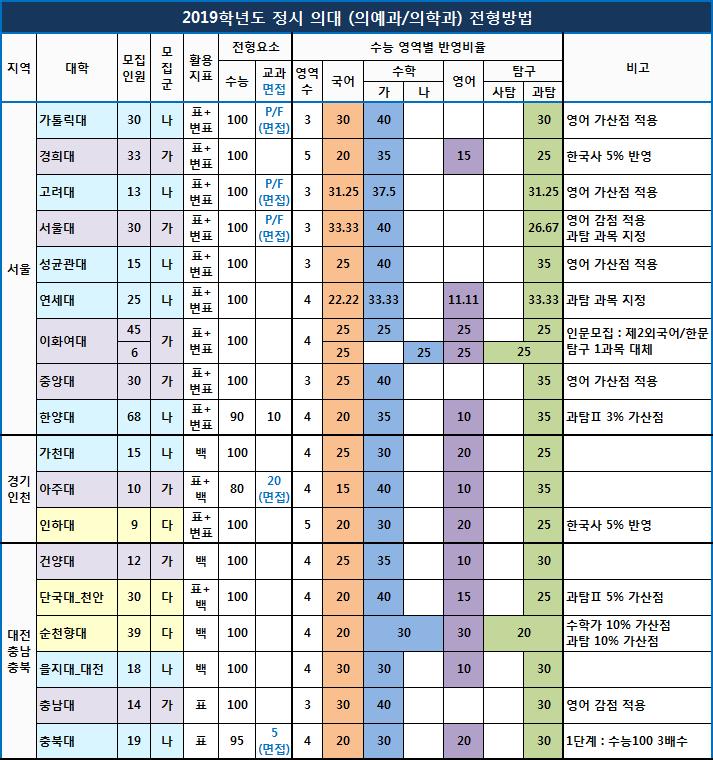 2019학년도 정시 의대 (의예과/의학과) 전형방법
지역 대학 모집인원 모집군 활용지표 전형요소 수능 영역별 반영비율 비고
수능 교과면접 영역수 국어 수학 영어 탐구
가 나 사탐 과탐
서울
가톨릭대 30 나 표+변표 100 P/F(면접) 3 30 40 30 영어 가산점 적용
경희대 33 가 표+변표 100 5 20 35 15 25 한국사 5% 반영
고려대 13 나 표+변표 100 P/F(면접) 3 31.25 37.5 31.25 영어 가산점 적용
서울대 30 가 표+변표 100 P/F(면접) 3 33.33 40 26.67 영어 감점 적용
과탐 과목 지정
성균관대 15 나 표+변표 100 3 25 40 35 영어 가산점 적용
연세대 25 나 표+변표 100 4 22.22 33.33 11.11 33.33 과탐 과목 지정
이화여대 45 가 표+변표 100 4 25 25 25 25 인문모집 : 제2외국어/한문
6 25 25 25 25 탐구 1과목 대체
중앙대 30 가 표+변표 100 3 25 40 35 영어 가산점 적용
한양대 68 나 표+변표 90 10 4 20 35 10 35 과탐Ⅱ 3% 가산점
경기
인천
가천대 15 나 백 100 4 25 30 20 25
아주대 10 가 표+백 80 20(면접) 4 15 40 10 35
인하대 9 다 표+변표 100 5 20 30 20 25 한국사 5% 반영
대전
충남
충북
건양대 12 가 백 100 4 25 35 10 30
단국대_천안 30 다 표+백 100 4 20 40 15 25 과탐Ⅱ 5% 가산점
순천향대 39 다 백 100 4 20 30 30 20 수학가 10% 가산점
과탐 10% 가산점
을지대_대전 18 나 백 100 4 30 30 10 30
충남대 14 가 표 100 3 30 40 30 영어 감점 적용
충북대 19 나 표 95 5(면접) 4 20 30 20 30 1단계 : 수능100 3배수